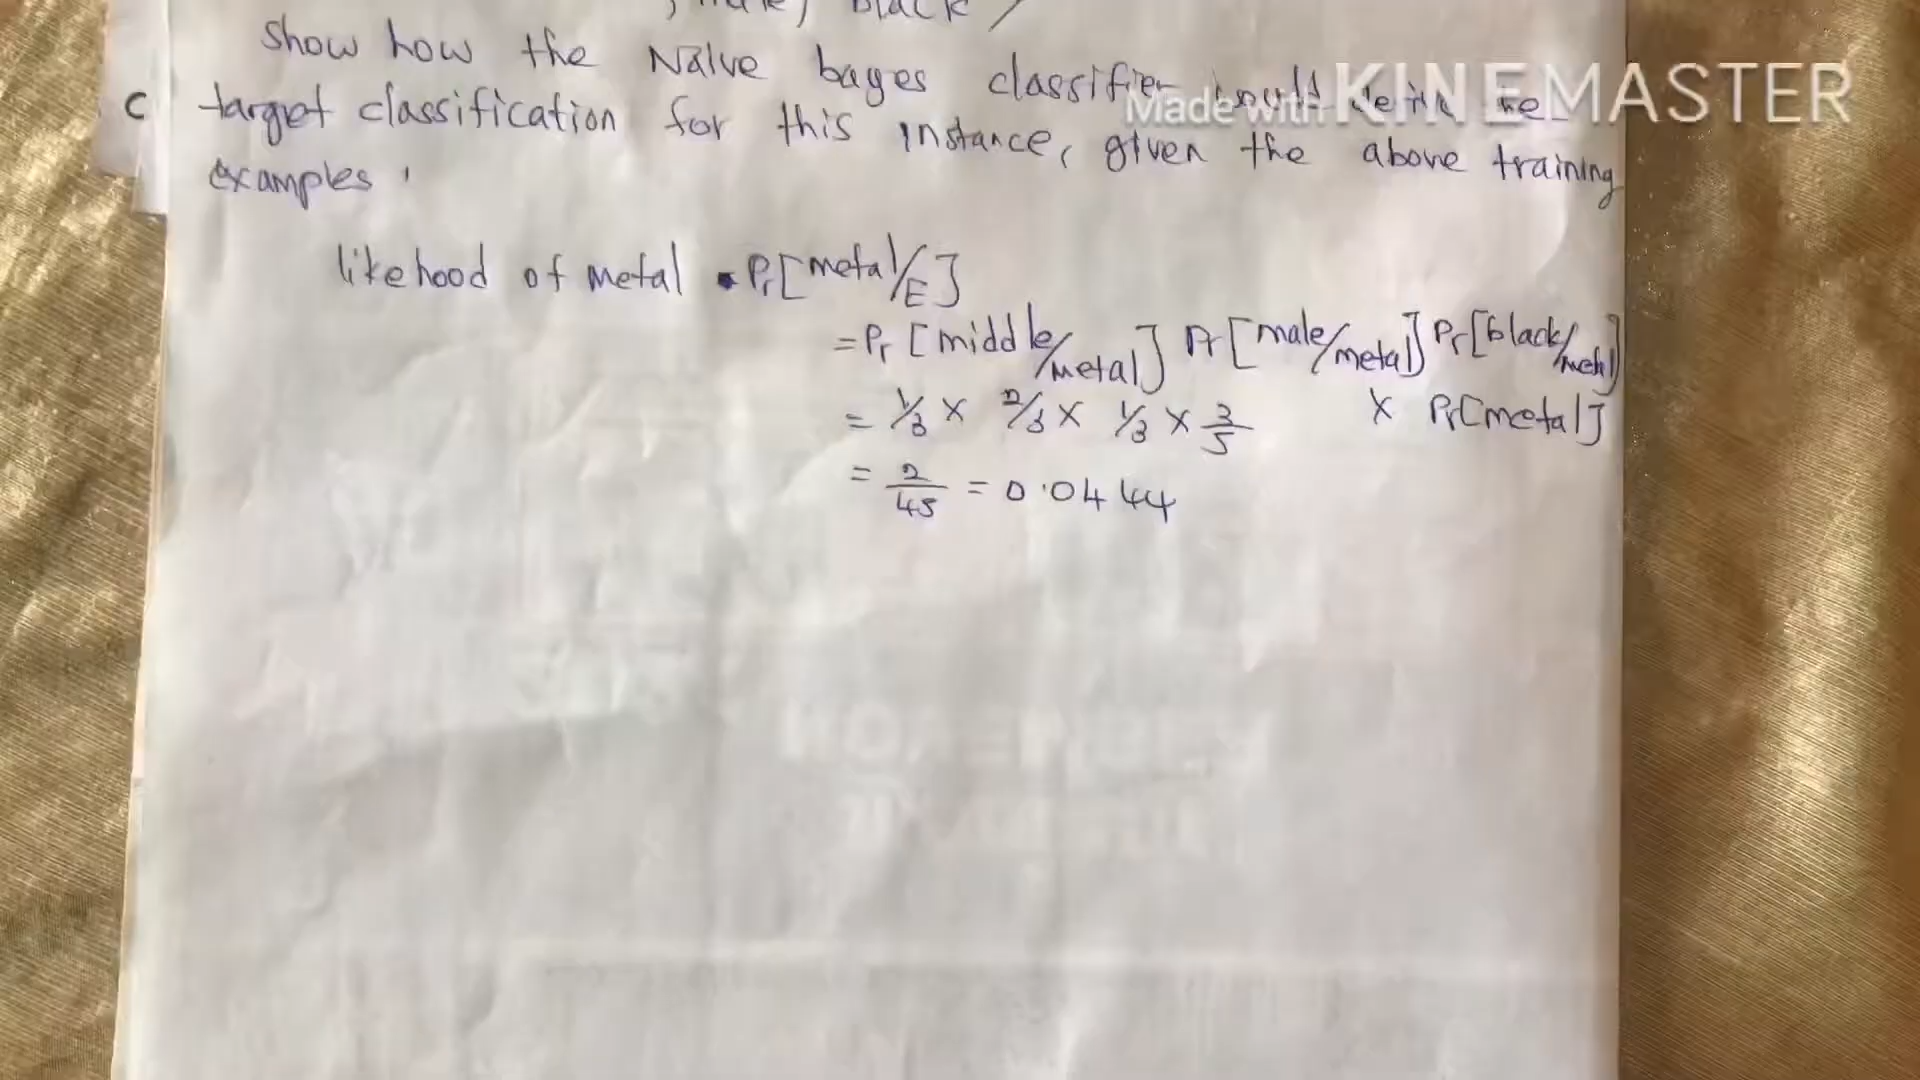 black
show how the Naive bayes classifier would
c target classification for this instance, given the above training
examples.
Made with KINEMASTER
likehood of metal Pr[metal/E]
= Pr [middle/metal] Pr[male/metal] Pr[black/metal]
= 1/3 x 2/3 x 1/3 x 3/5 x Pr[metal]
= 2/45 = 0.0444